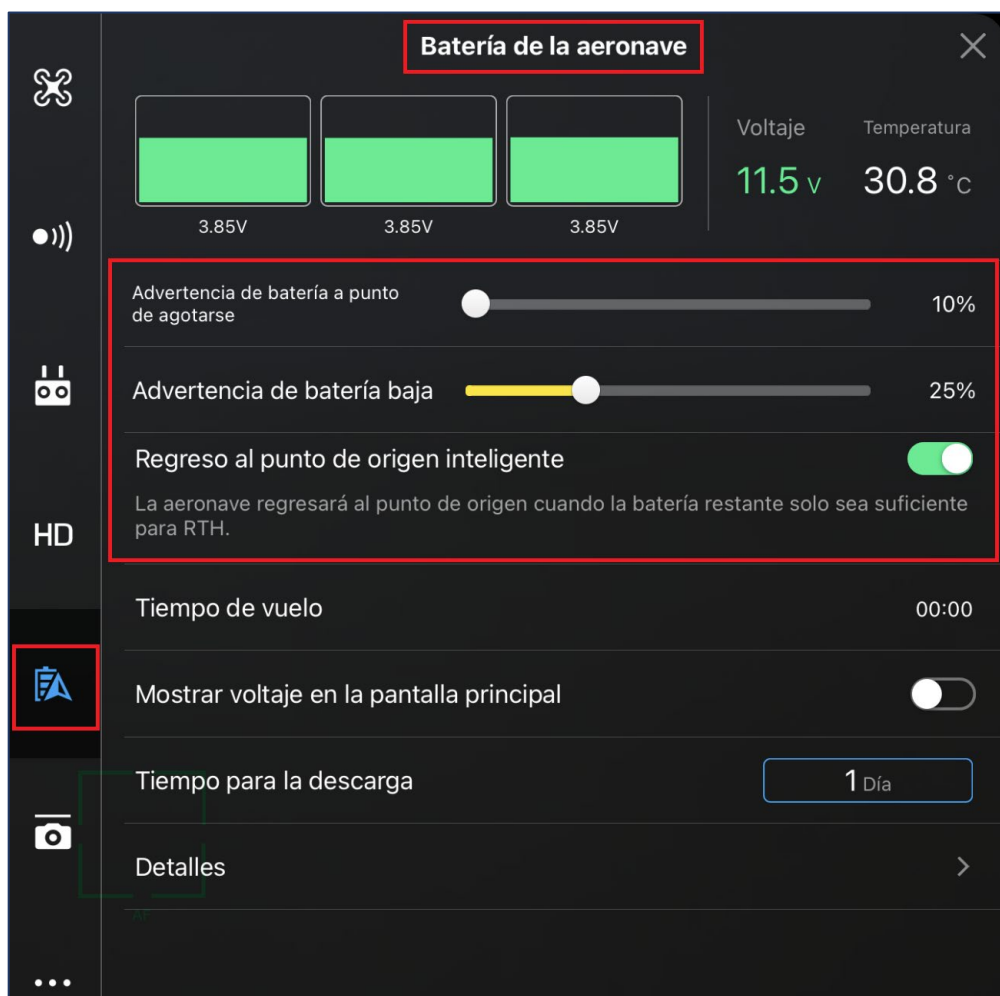 Batería de la aeronave
Voltaje
Temperatura
11.5 V
30.8 °C
3.85V
3.85V
3.85V
Advertencia de batería a punto
de agotarse
10%
Advertencia de batería baja
25%
Regreso al punto de origen inteligente
La aeronave regresará al punto de origen cuando la batería restante solo sea suficiente
para RTH.
HD
Tiempo de vuelo
00:00
Mostrar voltaje en la pantalla principal
Tiempo para la descarga
1 Día
Detalles
AF